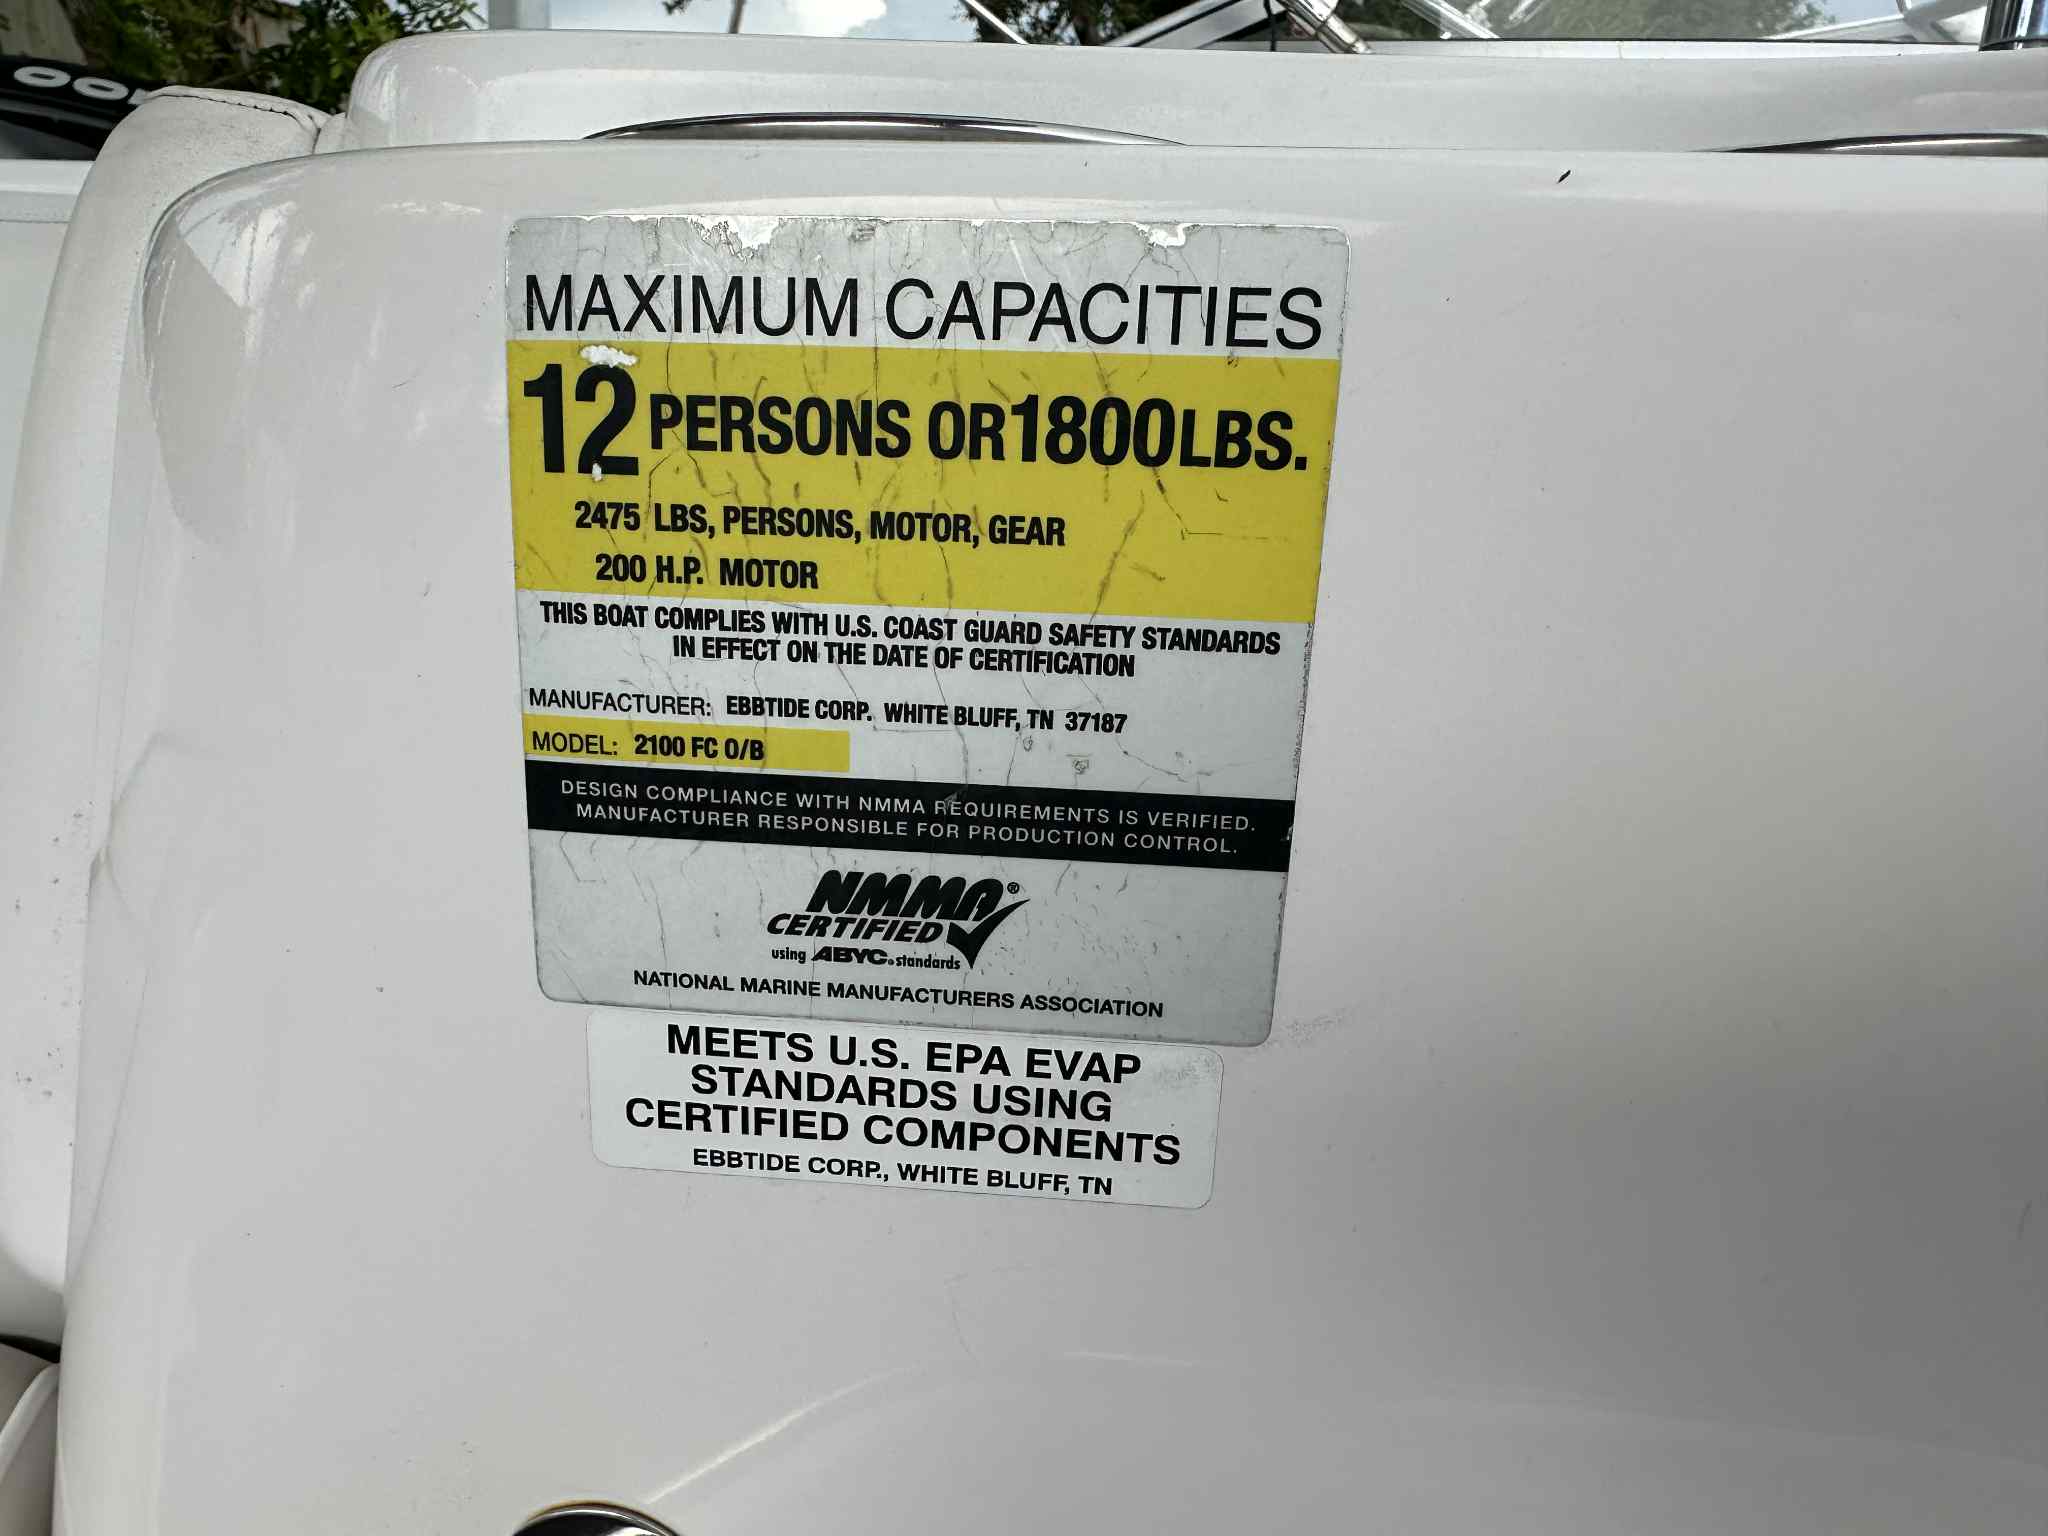 MAXIMUM CAPACITIES
12 PERSONS OR 1800 LBS.
2475 LBS, PERSONS, MOTOR, GEAR
200 H.P. MOTOR
THIS BOAT COMPLIES WITH U.S. COAST GUARD SAFETY STANDARDS
IN EFFECT ON THE DATE OF CERTIFICATION
MANUFACTURER: EBBTIDE CORP. WHITE BLUFF, TN 37187
MODEL: 2100 FC O/B
DESIGN COMPLIANCE WITH NMMA REQUIREMENTS IS VERIFIED.
MANUFACTURER RESPONSIBLE FOR PRODUCTION CONTROL.
NMMA®
CERTIFIED
using ABYC® standards
NATIONAL MARINE MANUFACTURERS ASSOCIATION
MEETS U.S. EPA EVAP
STANDARDS USING
CERTIFIED COMPONENTS
EBBTIDE CORP., WHITE BLUFF, TN